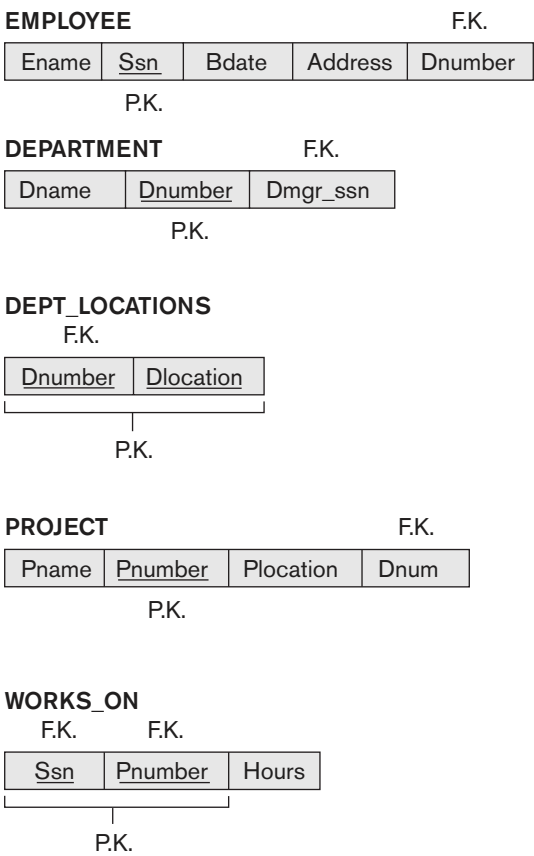 EMPLOYEE F.K.
Ename Ssn Bdate Address Dnumber
P.K.
DEPARTMENT F.K.
Dname Dnumber Dmgr_ssn
P.K.
DEPT_LOCATIONS
F.K.
Dnumber Dlocation
P.K.
PROJECT F.K.
Pname Pnumber Plocation Dnum
P.K.
WORKS_ON
F.K. F.K.
Ssn Pnumber Hours
P.K.